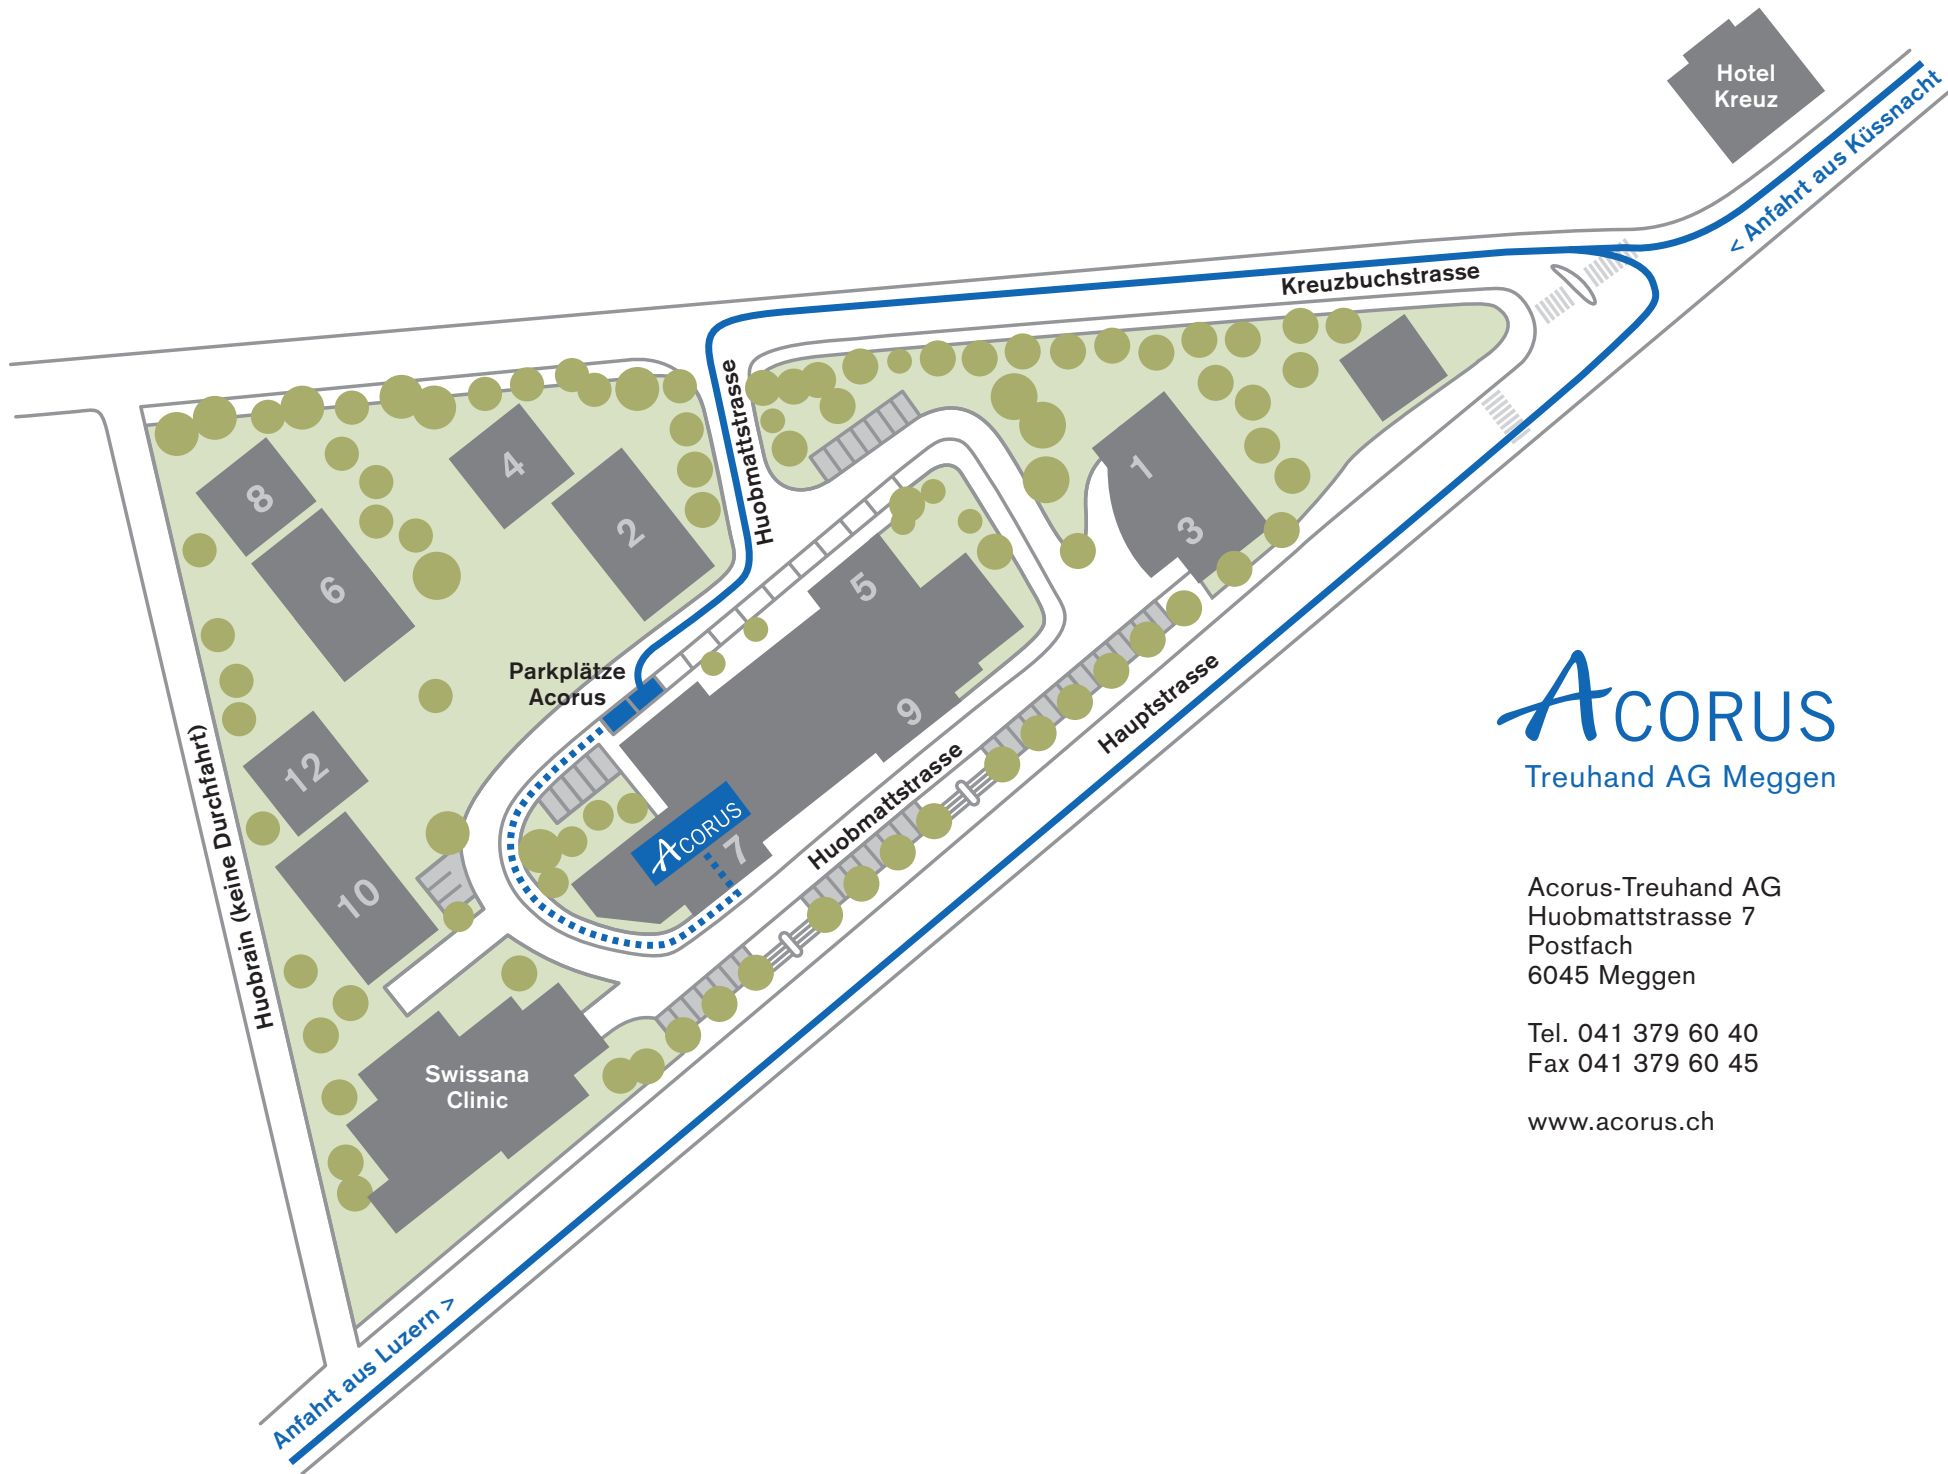 Hotel
Kreuz
< Anfahrt aus Küssnacht
Kreuzbuchstrasse
Huobmattstrasse
8
4
2
6
1
3
5
9
Parkplätze
Acorus
12
10
ACORUS
7
Huobmattstrasse
Hauptstrasse
Huobrain (keine Durchfahrt)
Swissana
Clinic
Anfahrt aus Luzern >
ACORUS
Treuhand AG Meggen
Acorus-Treuhand AG
Huobmattstrasse 7
Postfach
6045 Meggen
Tel. 041 379 60 40
Fax 041 379 60 45
www.acorus.ch